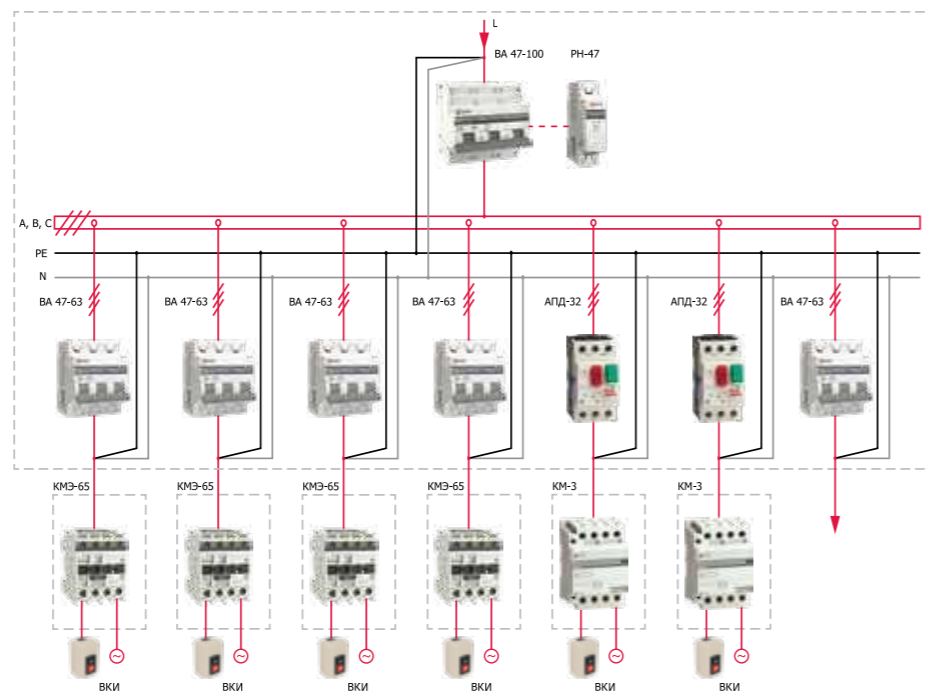 L
ВА 47-100 РН-47
A, B, C
PE
N
ВА 47-63 ВА 47-63 ВА 47-63 ВА 47-63 АПД-32 АПД-32 ВА 47-63
КМЭ-65 КМЭ-65 КМЭ-65 КМЭ-65 КМ-3 КМ-3
ВКИ ВКИ ВКИ ВКИ ВКИ ВКИ